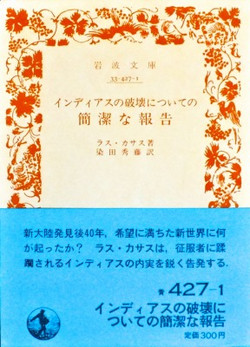 岩波文庫
33-427-1
インディアスの破壊についての
簡潔な報告
ラス・カサス著
染田秀藤訳
新大陸発見後40年，希望に満ちた新世界に何
が起ったか？ ラス・カサスは，征服者に蹂
躙されるインディアスの内実を鋭く告発する．
青 427-1
インディアスの破壊に
ついての簡潔な報告
定価300円